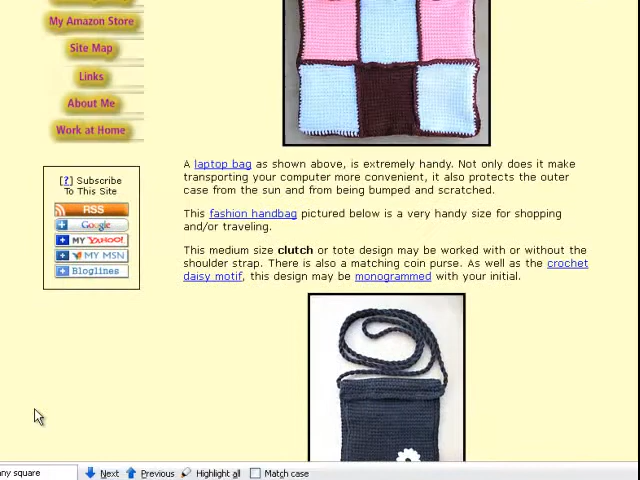 My Amazon Store
Site Map
Links
About Me
Work at Home
[?] Subscribe
To This Site
RSS
Google
MY YAHOO!
MY MSN
Bloglines
A laptop bag as shown above, is extremely handy. Not only does it make
transporting your computer more convenient, it also protects the outer
case from the sun and from being bumped and scratched.
This fashion handbag pictured below is a very handy size for shopping
and/or traveling.
This medium size clutch or tote design may be worked with or without the
shoulder strap. There is also a matching coin purse. As well as the crochet
daisy motif, this design may be monogrammed with your initial.
square Next Previous Highlight all Match case